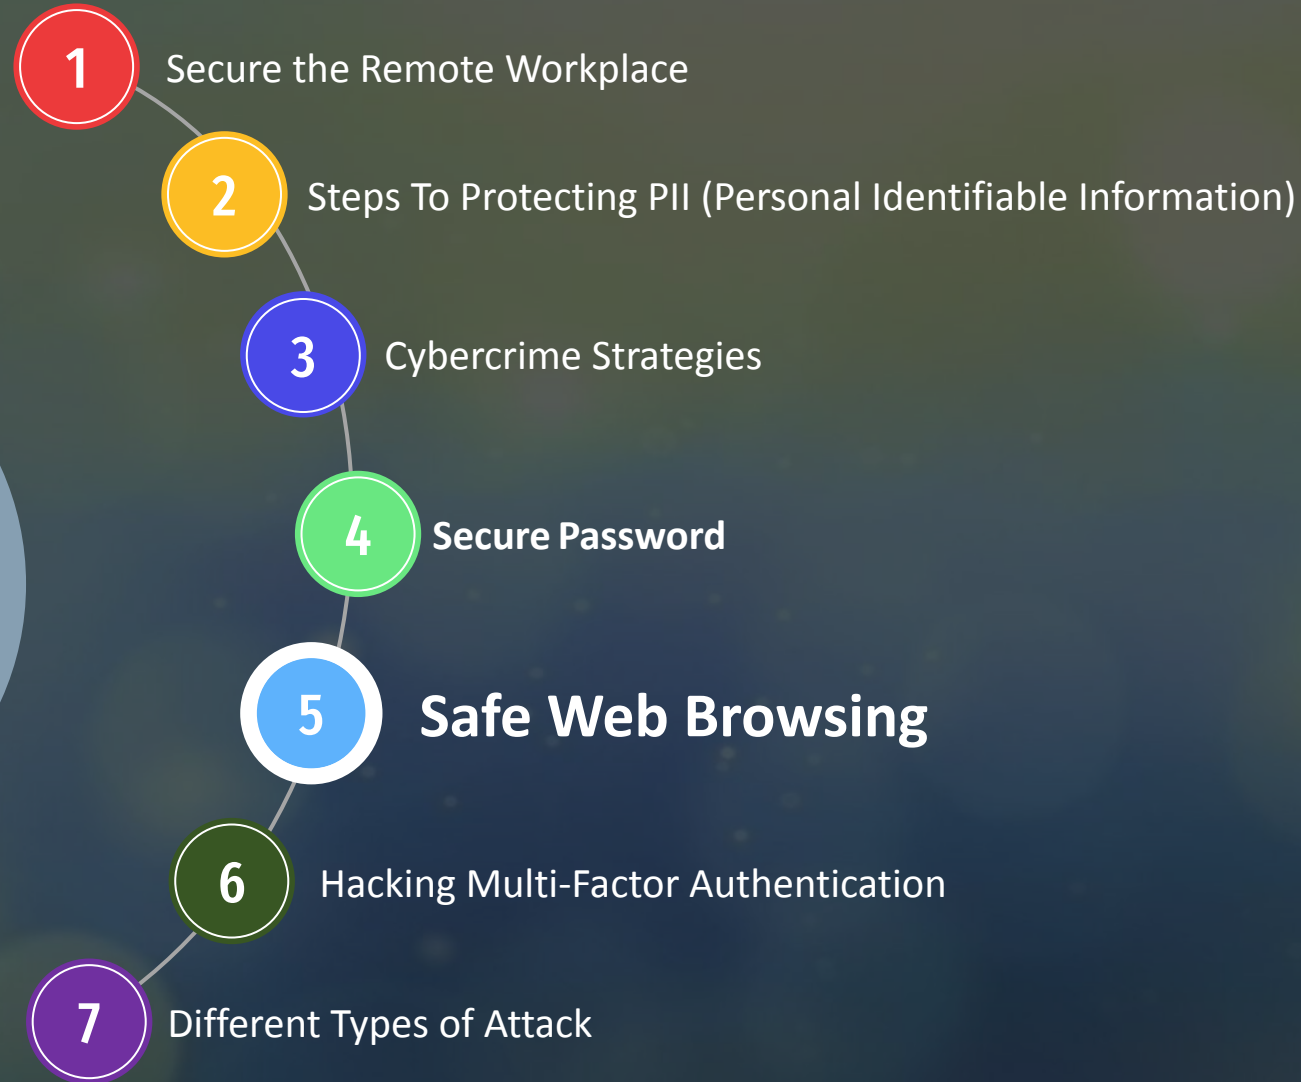 1 Secure the Remote Workplace
2 Steps To Protecting PII (Personal Identifiable Information)
3 Cybercrime Strategies
4 Secure Password
5 Safe Web Browsing
6 Hacking Multi-Factor Authentication
7 Different Types of Attack